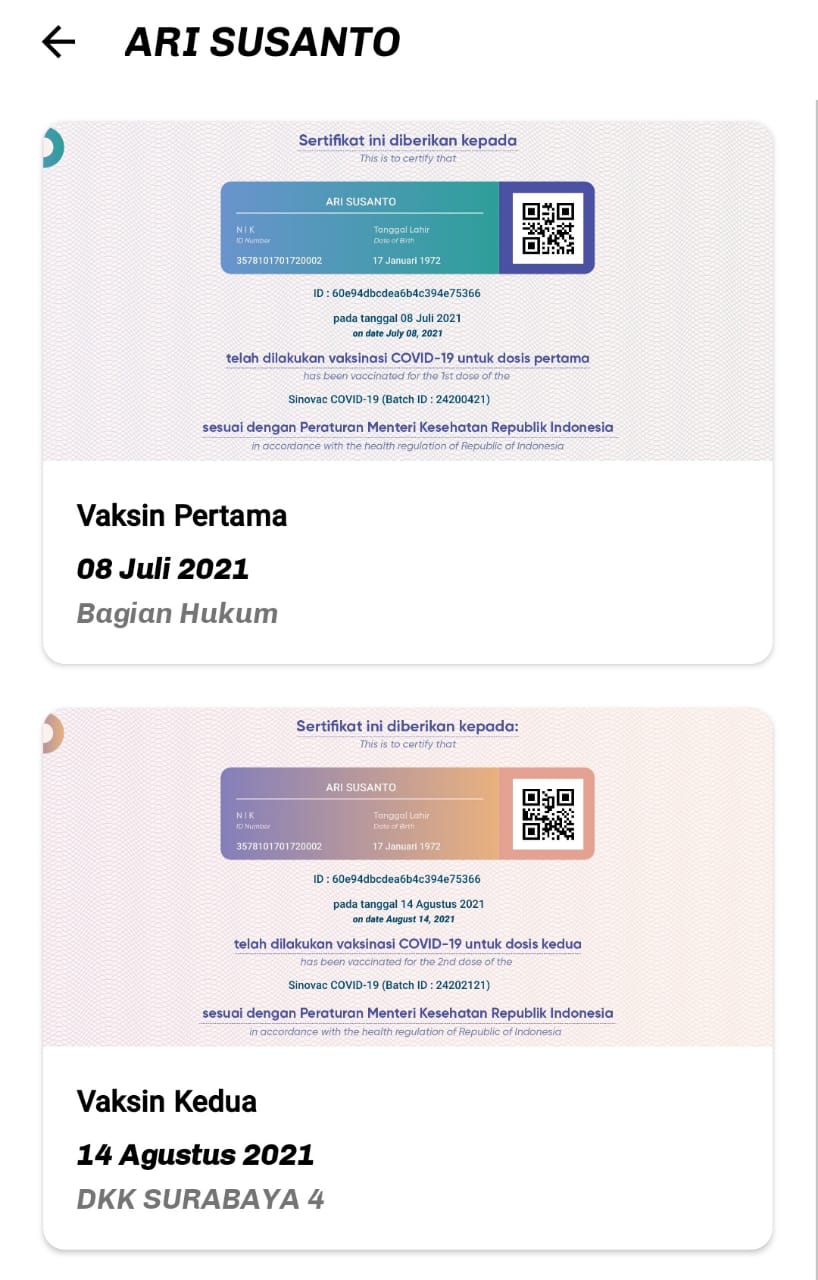 ARI SUSANTO
Sertifikat ini diberikan kepada
This is to certify that
ARI SUSANTO
NIK
ID Number
Tanggal Lahir
Date of Birth
3578101701720002
17 Januari 1972
ID : 60e94dbcdea6b4c394e75366
pada tanggal 08 Juli 2021
on date July 08, 2021
telah dilakukan vaksinasi COVID-19 untuk dosis pertama
has been vaccinated for the 1st dose of the
Sinovac COVID-19 (Batch ID : 24200421)
sesuai dengan Peraturan Menteri Kesehatan Republik Indonesia
in accordance with the health regulation of Republic of Indonesia
Vaksin Pertama
08 Juli 2021
Bagian Hukum
Sertifikat ini diberikan kepada:
This is to certify that
ARI SUSANTO
NIK
ID Number
Tanggal Lahir
Date of Birth
3578101701720002
17 Januari 1972
ID : 60e94dbcdea6b4c394e75366
pada tanggal 14 Agustus 2021
on date August 14, 2021
telah dilakukan vaksinasi COVID-19 untuk dosis kedua
has been vaccinated for the 2nd dose of the
Sinovac COVID-19 (Batch ID : 24202121)
sesuai dengan Peraturan Menteri Kesehatan Republik Indonesia
in accordance with the health regulation of Republic of Indonesia
Vaksin Kedua
14 Agustus 2021
DKK SURABAYA 4